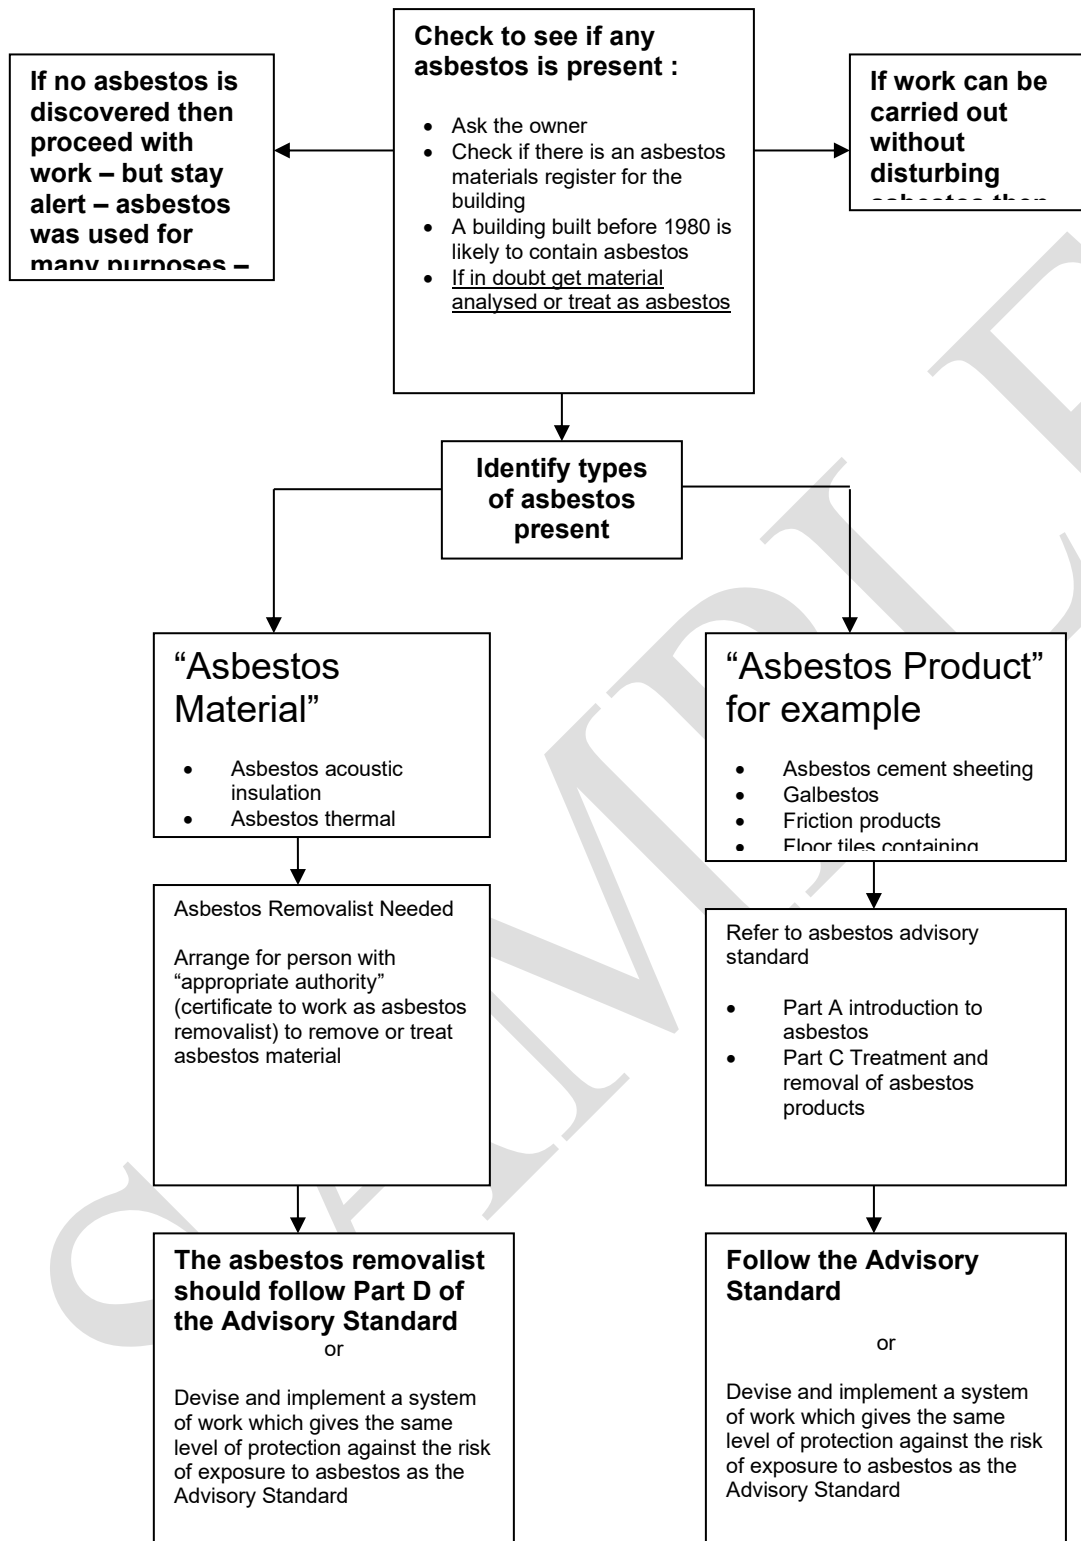 Check to see if any
asbestos is present :
• Ask the owner
• Check if there is an asbestos
materials register for the
building
• A building built before 1980 is
likely to contain asbestos
• If in doubt get material
analysed or treat as asbestos
If no asbestos is
discovered then
proceed with
work – but stay
alert – asbestos
was used for
many purposes –
If work can be
carried out
without
disturbing
asbestos then
Identify types
of asbestos
present
“Asbestos
Material”
• Asbestos acoustic
insulation
• Asbestos thermal
“Asbestos Product”
for example
• Asbestos cement sheeting
• Galbestos
• Friction products
• Floor tiles containing
Asbestos Removalist Needed
Arrange for person with
“appropriate authority”
(certificate to work as asbestos
removalist) to remove or treat
asbestos material
Refer to asbestos advisory
standard
• Part A introduction to
asbestos
• Part C Treatment and
removal of asbestos
products
The asbestos removalist
should follow Part D of
the Advisory Standard
or
Devise and implement a system
of work which gives the same
level of protection against the risk
of exposure to asbestos as the
Advisory Standard
Follow the Advisory
Standard
or
Devise and implement a system
of work which gives the same
level of protection against the risk
of exposure to asbestos as the
Advisory Standard
SAMPLE